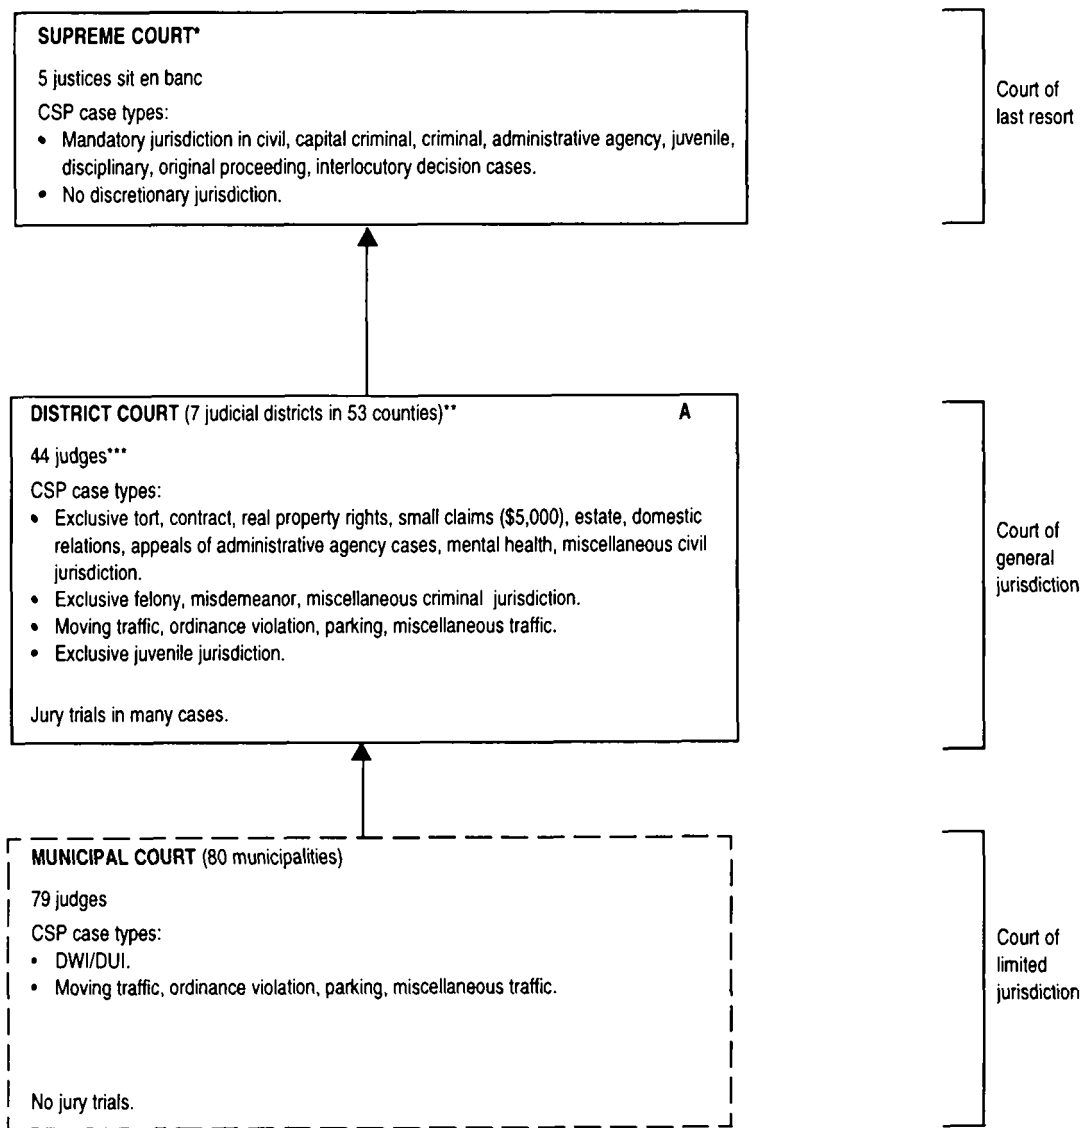 SUPREME COURT*
5 justices sit en banc
CSP case types:
• Mandatory jurisdiction in civil, capital criminal, criminal, administrative agency, juvenile,
disciplinary, original proceeding, interlocutory decision cases.
• No discretionary jurisdiction.
Court of
last resort
DISTRICT COURT (7 judicial districts in 53 counties)** A
44 judges***
CSP case types:
• Exclusive tort, contract, real property rights, small claims ($5,000), estate, domestic
relations, appeals of administrative agency cases, mental health, miscellaneous civil
jurisdiction.
• Exclusive felony, misdemeanor, miscellaneous criminal jurisdiction.
• Moving traffic, ordinance violation, parking, miscellaneous traffic.
• Exclusive juvenile jurisdiction.
Jury trials in many cases.
Court of
general
jurisdiction
MUNICIPAL COURT (80 municipalities)
79 judges
CSP case types:
• DWI/DUI.
• Moving traffic, ordinance violation, parking, miscellaneous traffic.
No jury trials.
Court of
limited
jurisdiction